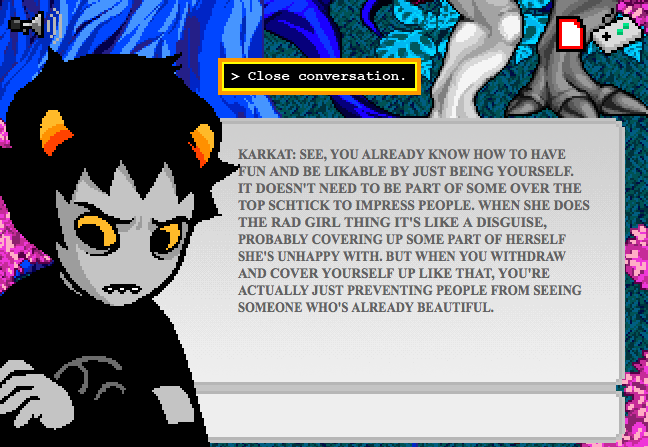 > Close conversation.
KARKAT: SEE, YOU ALREADY KNOW HOW TO HAVE
FUN AND BE LIKABLE BY JUST BEING YOURSELF.
IT DOESN'T NEED TO BE PART OF SOME OVER THE
TOP SCHTICK TO IMPRESS PEOPLE. WHEN SHE DOES
THE RAD GIRL THING IT'S LIKE A DISGUISE,
PROBABLY COVERING UP SOME PART OF HERSELF
SHE'S UNHAPPY WITH. BUT WHEN YOU WITHDRAW
AND COVER YOURSELF UP LIKE THAT, YOU'RE
ACTUALLY JUST PREVENTING PEOPLE FROM SEEING
SOMEONE WHO'S ALREADY BEAUTIFUL.